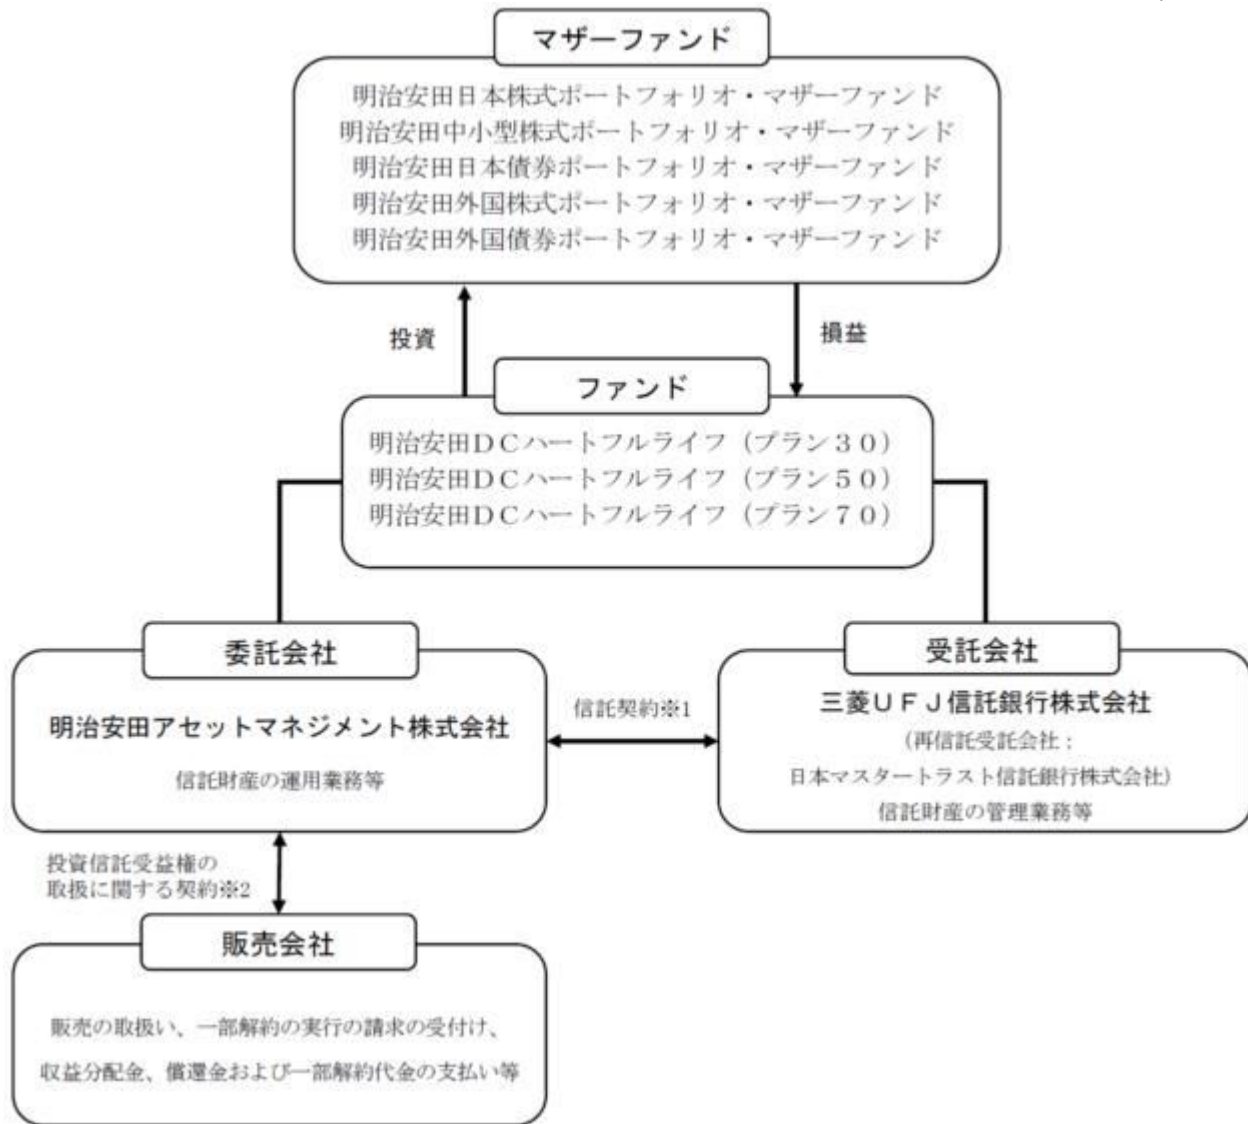 マザーファンド
明治安田日本株式ポートフォリオ・マザーファンド
明治安田中小型株式ポートフォリオ・マザーファンド
明治安田日本債券ポートフォリオ・マザーファンド
明治安田外国株式ポートフォリオ・マザーファンド
明治安田外国債券ポートフォリオ・マザーファンド
投資
損益
ファンド
明治安田DCハートフルライフ(プラン30)
明治安田DCハートフルライフ(プラン50)
明治安田DCハートフルライフ(プラン70)
委託会社
明治安田アセットマネジメント株式会社
信託財産の運用業務等
信託契約※1
受託会社
三菱UFJ信託銀行株式会社
(再信託受託会社:
日本マスタートラスト信託銀行株式会社)
信託財産の管理業務等
投資信託受益権の
取扱に関する契約※2
販売会社
販売の取扱い、一部解約の実行の請求の受付け、
収益分配金、償還金および一部解約代金の支払い等